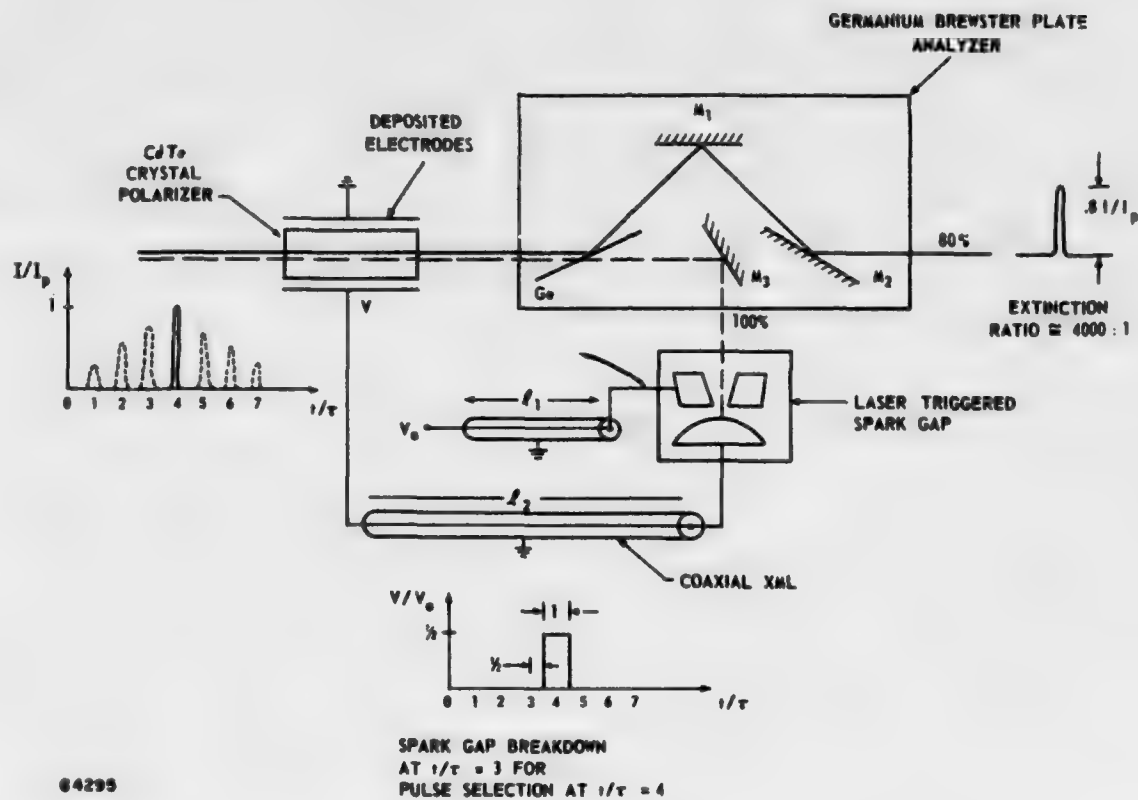 GERMANIUM BREWSTER PLATE
ANALYZER
M1
DEPOSITED
ELECTRODES
CdTe
CRYSTAL
POLARIZER
80%
.8 I/Ip
I/Ip
1
V
Ge
M3
M2
100%
EXTINCTION
RATIO ≅ 4000:1
0 1 2 3 4 5 6 7 t/τ
ℓ1
V0
LASER TRIGGERED
SPARK GAP
ℓ2
COAXIAL XML
V/V0
1
½
½
0 1 2 3 4 5 6 7 t/τ
SPARK GAP BREAKDOWN
AT t/τ = 3 FOR
PULSE SELECTION AT t/τ = 4
64295